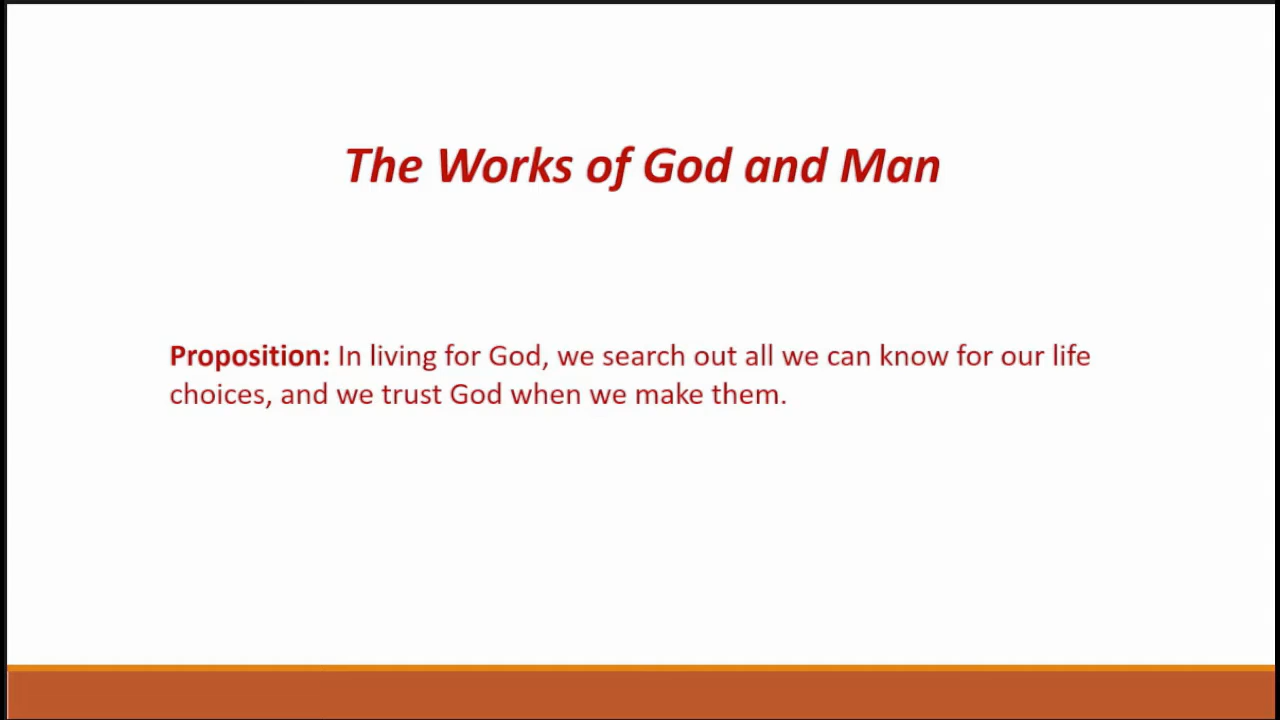 The Works of God and Man
Proposition: In living for God, we search out all we can know for our life
choices, and we trust God when we make them.